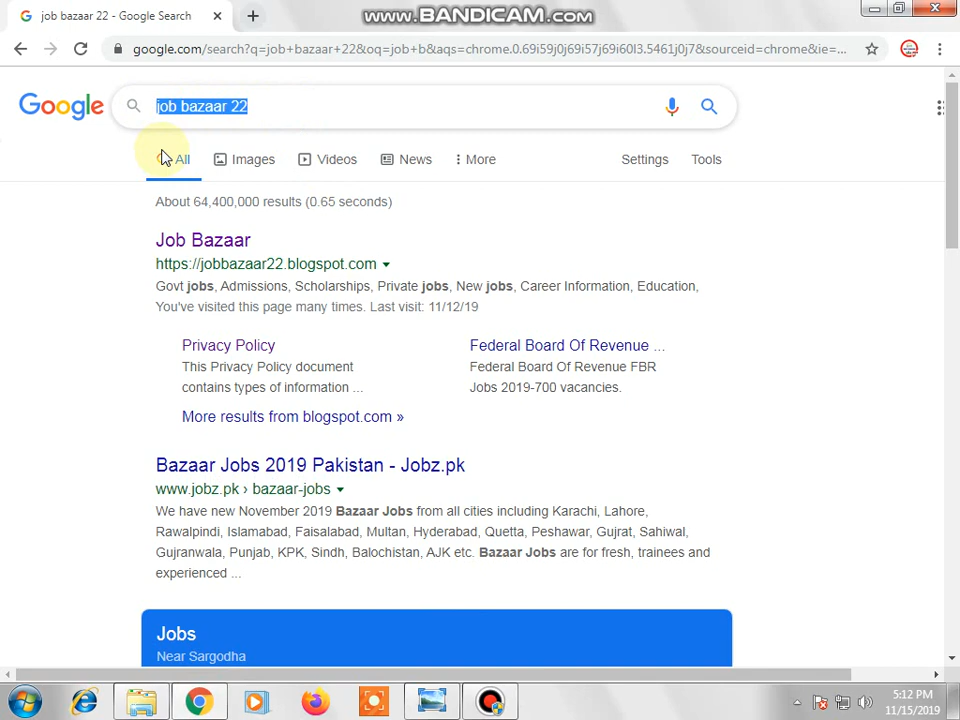 www.BANDICAM.com
job bazaar 22 - Google Search
google.com/search?q=job+bazaar+22&oq=job+b&aqs=chrome.0.69i59j0j69i57j69i60l3.5461j0j7&sourceid=chrome&ie=...
Google
job bazaar 22
All Images Videos News More Settings Tools
About 64,400,000 results (0.65 seconds)
Job Bazaar
https://jobbazaar22.blogspot.com
Govt jobs, Admissions, Scholarships, Private jobs, New jobs, Career Information, Education,
You've visited this page many times. Last visit: 11/12/19
Privacy Policy
This Privacy Policy document
contains types of information ...
Federal Board Of Revenue ...
Federal Board Of Revenue FBR
Jobs 2019-700 vacancies.
More results from blogspot.com »
Bazaar Jobs 2019 Pakistan - Jobz.pk
www.jobz.pk › bazaar-jobs
We have new November 2019 Bazaar Jobs from all cities including Karachi, Lahore,
Rawalpindi, Islamabad, Faisalabad, Multan, Hyderabad, Quetta, Peshawar, Gujrat, Sahiwal,
Gujranwala, Punjab, KPK, Sindh, Balochistan, AJK etc. Bazaar Jobs are for fresh, trainees and
experienced ...
Jobs
Near Sargodha
5:12 PM
11/15/2019